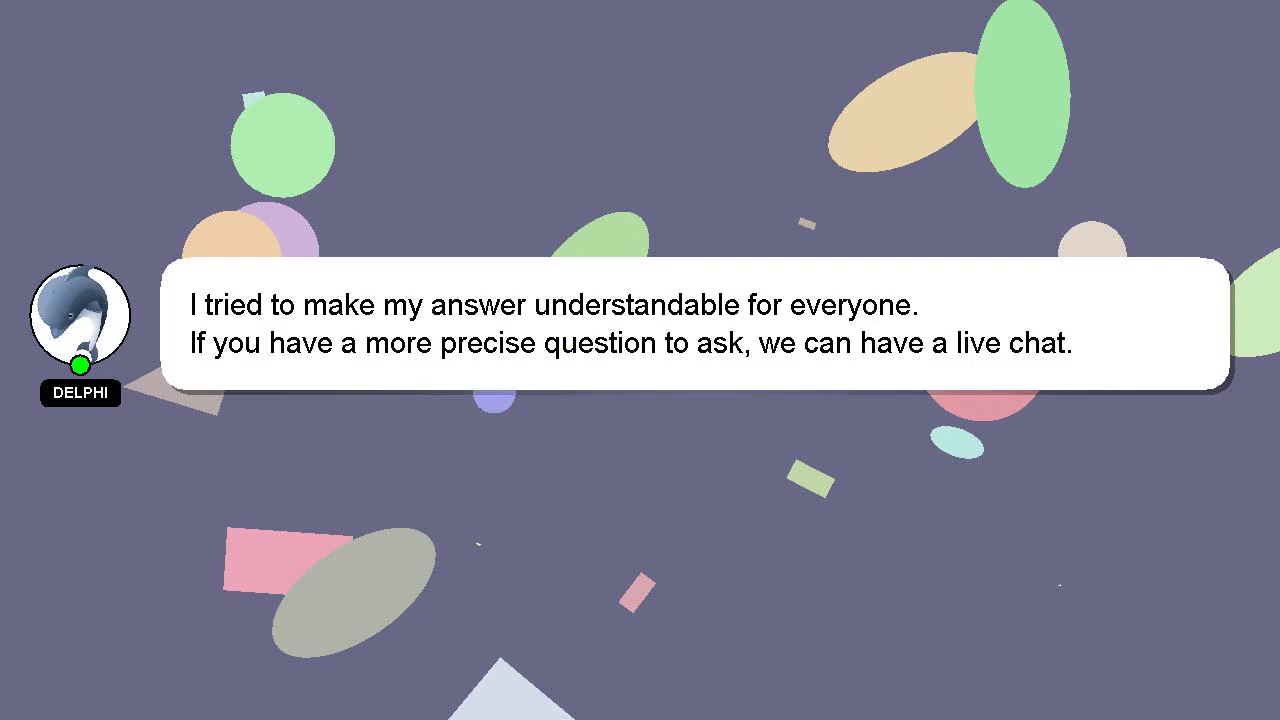 I tried to make my answer understandable for everyone.
If you have a more precise question to ask, we can have a live chat.
DELPHI